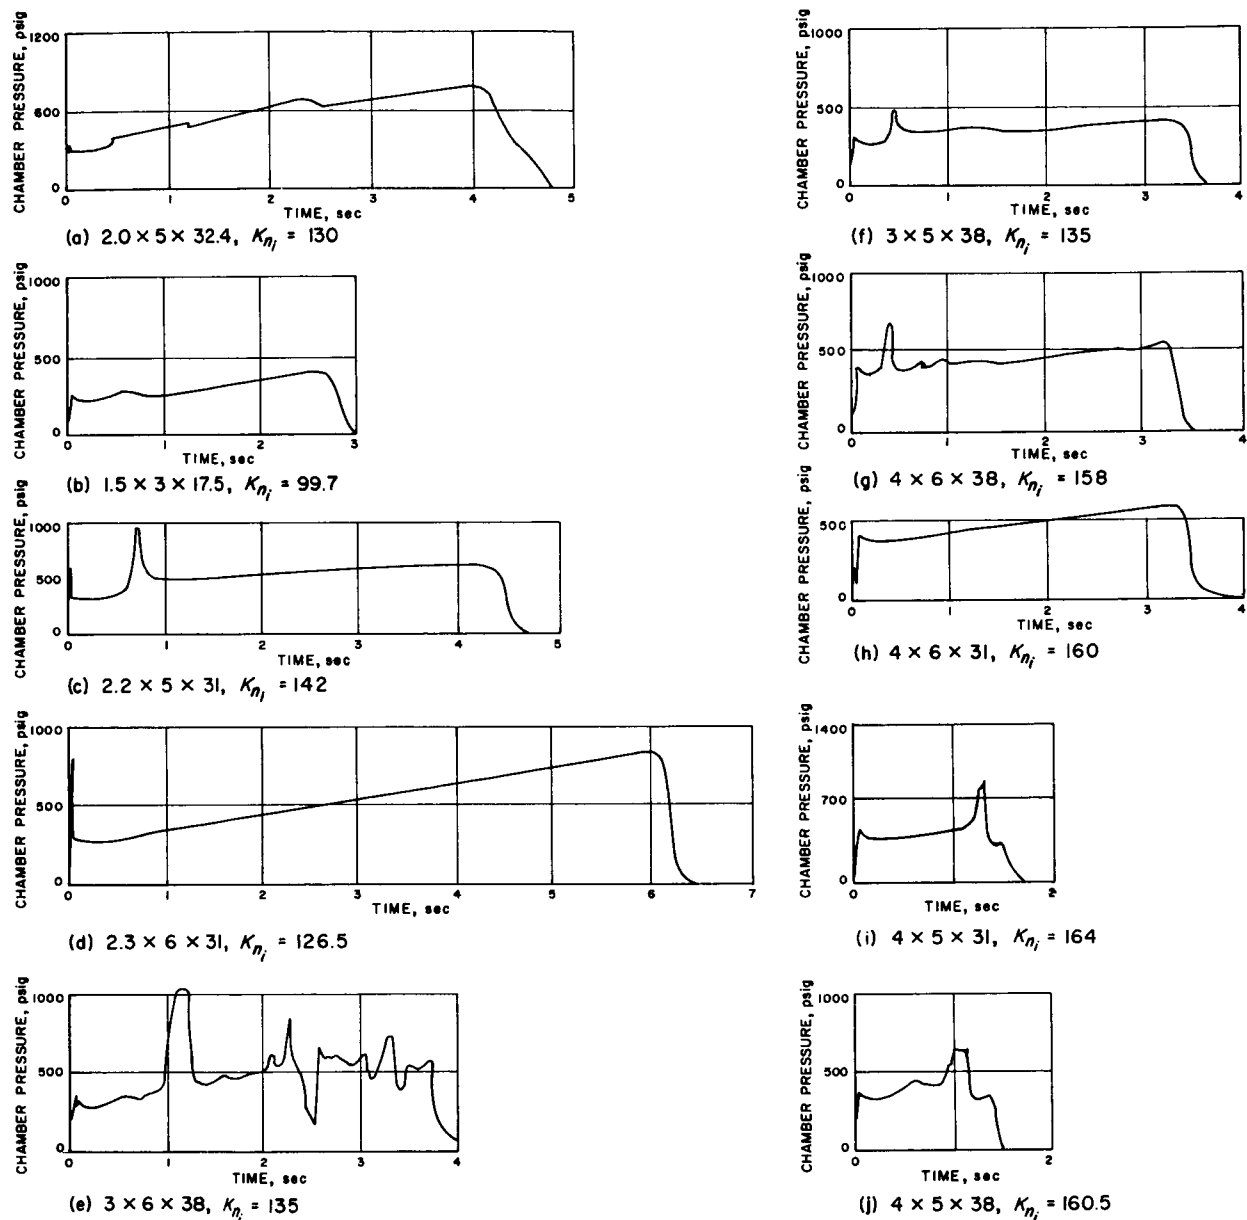 CHAMBER PRESSURE, psig
1200
600
0
0 1 2 3 4 5
TIME, sec
(a) 2.0 × 5 × 32.4, Kni = 130
CHAMBER PRESSURE, psig
1000
500
0
0 1 2 3
TIME, sec
(b) 1.5 × 3 × 17.5, Kni = 99.7
CHAMBER PRESSURE, psig
1000
500
0
0 1 2 3 4 5
TIME, sec
(c) 2.2 × 5 × 31, Kni = 142
CHAMBER PRESSURE, psig
1000
500
0
0 1 2 3 4 5 6 7
TIME, sec
(d) 2.3 × 6 × 31, Kni = 126.5
CHAMBER PRESSURE, psig
1000
500
0
0 1 2 3 4
TIME, sec
(e) 3 × 6 × 38, Kni = 135
CHAMBER PRESSURE, psig
1000
500
0
0 1 2 3 4
TIME, sec
(f) 3 × 5 × 38, Kni = 135
CHAMBER PRESSURE, psig
1000
500
0
0 1 2 3 4
TIME, sec
(g) 4 × 6 × 38, Kni = 158
CHAMBER PRESSURE, psig
500
0
0 1 2 3 4
TIME, sec
(h) 4 × 6 × 31, Kni = 160
CHAMBER PRESSURE, psig
1400
700
0
0 1 2
TIME, sec
(i) 4 × 5 × 31, Kni = 164
CHAMBER PRESSURE, psig
1000
500
0
0 1 2
TIME, sec
(j) 4 × 5 × 38, Kni = 160.5